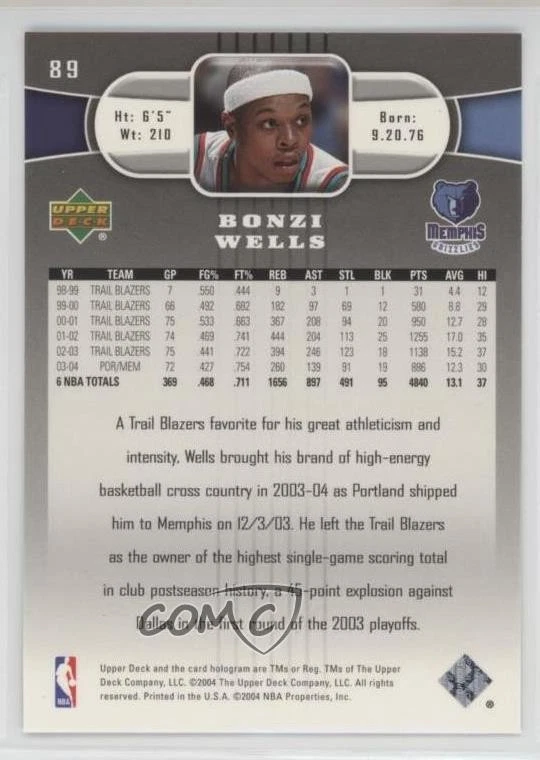 89
Ht: 6'5"
Wt: 210
Born:
9.20.76
UPPER
DECK
®
BONZI
WELLS
MEMPHIS
GRIZZLIES
YR TEAM GP FG% FT% REB AST STL BLK PTS AVG HI
98-99 TRAIL BLAZERS 7 .550 .444 9 3 1 1 31 4.4 12
99-00 TRAIL BLAZERS 66 .492 .682 182 97 69 12 580 8.8 29
00-01 TRAIL BLAZERS 75 .533 .663 367 208 94 20 950 12.7 28
01-02 TRAIL BLAZERS 74 .469 .741 444 204 113 25 1255 17.0 35
02-03 TRAIL BLAZERS 75 .441 .722 394 246 123 18 1138 15.2 37
03-04 POR/MEM 72 .427 .754 260 139 91 19 886 12.3 30
6 NBA TOTALS 369 .468 .711 1656 897 491 95 4840 13.1 37
A Trail Blazers favorite for his great athleticism and
intensity, Wells brought his brand of high-energy
basketball cross country in 2003-04 as Portland shipped
him to Memphis on 12/3/03. He left the Trail Blazers
as the owner of the highest single-game scoring total
in club postseason history, a 45-point explosion against
Dallas in the first round of the 2003 playoffs.
COMC
Upper Deck and the card hologram are TMs or Reg. TMs of The Upper
Deck Company, LLC. ©2004 The Upper Deck Company, LLC. All rights
reserved. Printed in the U.S.A. ©2004 NBA Properties, Inc.
NBA
®